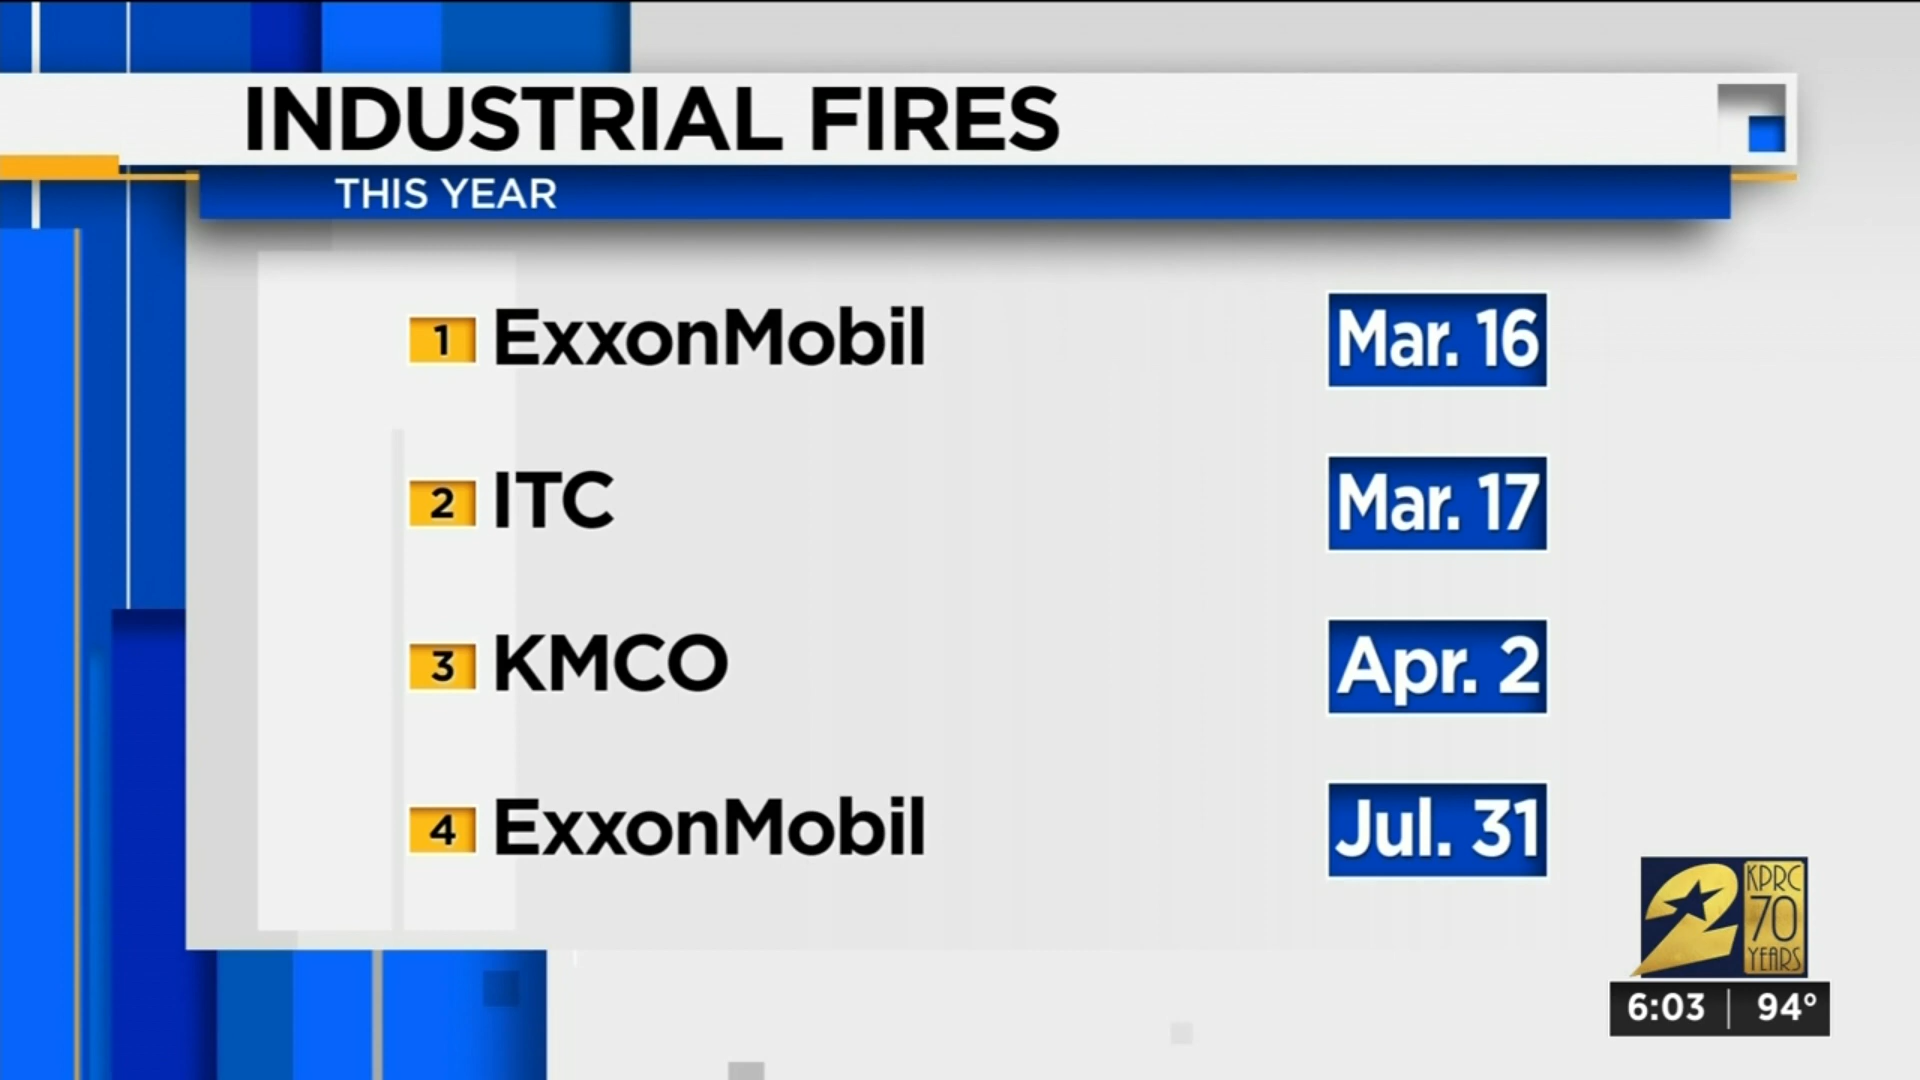 INDUSTRIAL FIRES
THIS YEAR
1 ExxonMobil Mar. 16
2 ITC Mar. 17
3 KMCO Apr. 2
4 ExxonMobil Jul. 31
2 KPRC
70
YEARS
6:03 94°